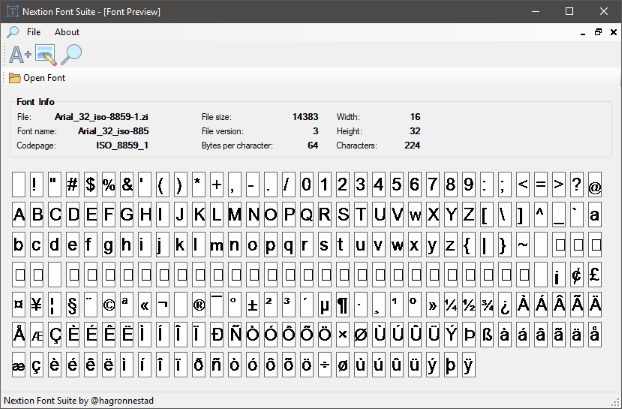 Nextion Font Suite - [Font Preview]
File About
A+
Open Font
Font Info
File: Arial_32_iso-8859-1.zi File size: 14383 Width: 16
Font name: Arial_32_iso-885 File version: 3 Height: 32
Codepage: ISO_8859_1 Bytes per character: 64 Characters: 224
! " # $ % & ' ( ) * + , - . / 0 1 2 3 4 5 6 7 8 9 : ; < = > ? @
A B C D E F G H I J K L M N O P Q R S T U V w X Y Z [ \ ] ^ _ ` a
b c d e f g h i j k l m n o p q r s t u v w x y z { | } ~
¡ ¢ £
¤ ¥ ¦ § ¨ © ª « ¬ ® ¯ º ± ² ³ ´ µ ¶ · ¸ ¹ º » ¼ ½ ¾ ¿ À Á Â Ã Ä
Å Æ Ç È É Ê Ë Ì Í Î Ï Ð Ñ Ò Ó Ô Õ Ö × Ø Ù Ú Û Ü Ý Þ ß à á â ã ä å
æ ç è é ê ë ì í î ï ð ñ ò ó ô õ ö ÷ ø ù ú û ü ý þ ÿ
Nextion Font Suite by @hagronnestad